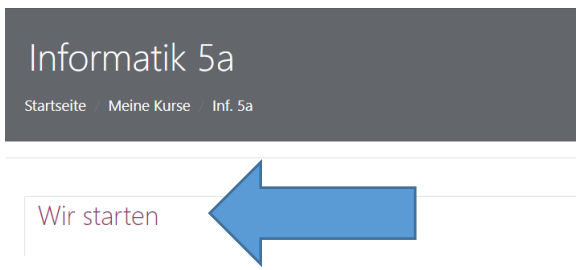 Informatik 5a
Startseite / Meine Kurse / Inf. 5a
Wir starten